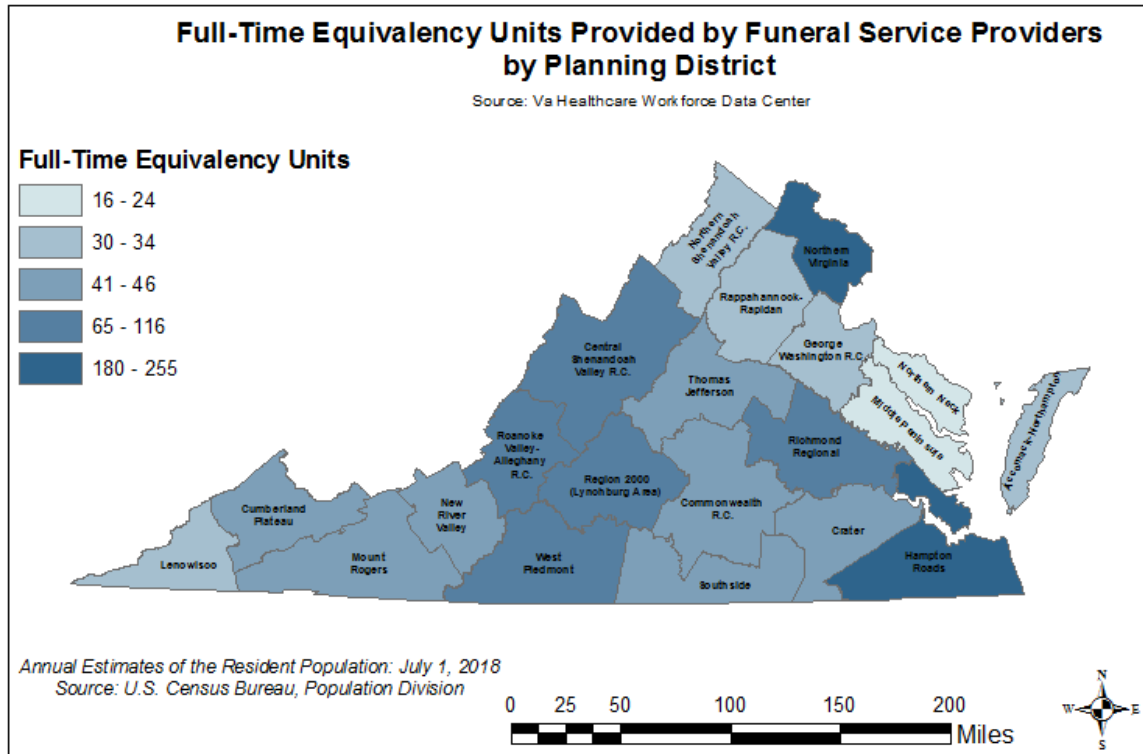 Full-Time Equivalency Units Provided by Funeral Service Providers
by Planning District
Source: Va Healthcare Workforce Data Center
Full-Time Equivalency Units
16 - 24
30 - 34
41 - 46
65 - 116
180 - 255
Northern
Shenandoah
Valley R.C.
Northern
Virginia
Rappahannook-
Rapidan
George
Washington R.C.
Central
Shenandoah
Valley R.C.
Northern Neck
Thomas
Jefferson
Middle Peninsula
Accomack-Northampton
Roanoke
Valley-
Alleghany
R.C.
Richmond
Regional
Region 2000
(Lynohburg Area)
New
River
Valley
Cumberland
Plateau
Commonwealth
R.C.
Crater
Lenowisoo
Mount
Rogers
West
Piedmont
Hampton
Roads
Southside
Annual Estimates of the Resident Population: July 1, 2018
Source: U.S. Census Bureau, Population Division
0 25 50 100 150 200
Miles
N
W E
S